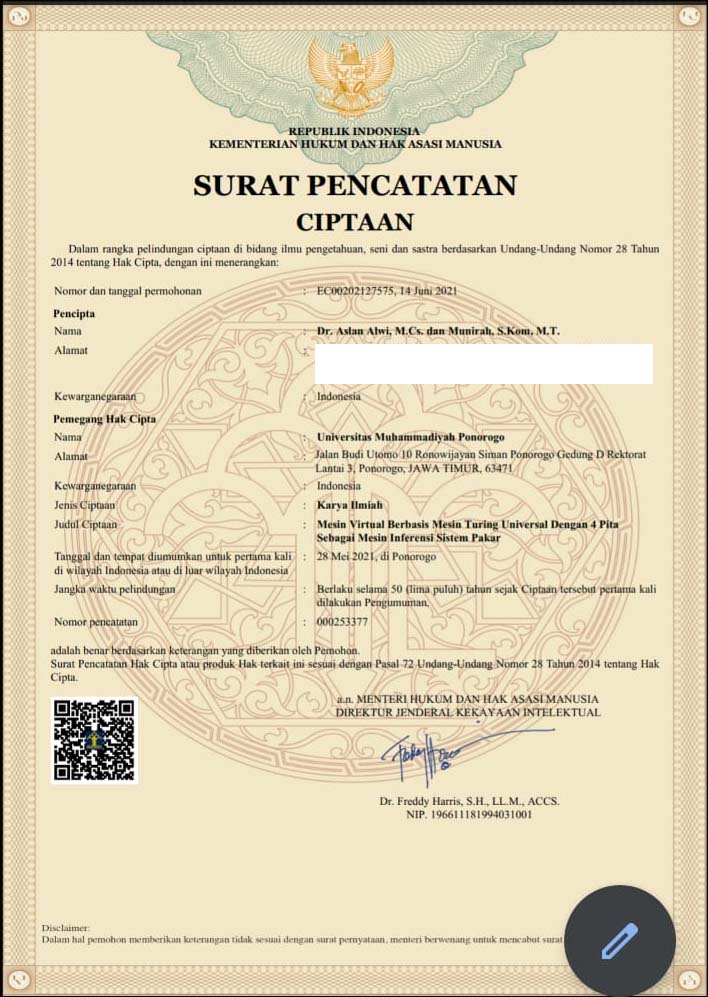 REPUBLIK INDONESIA
KEMENTERIAN HUKUM DAN HAK ASASI MANUSIA
SURAT PENCATATAN
CIPTAAN
Dalam rangka pelindungan ciptaan di bidang ilmu pengetahuan, seni dan sastra berdasarkan Undang-Undang Nomor 28 Tahun
2014 tentang Hak Cipta, dengan ini menerangkan:
Nomor dan tanggal permohonan : EC00202127575, 14 Juni 2021
Pencipta
Nama : Dr. Aslan Alwi, M.Cs. dan Munirah, S.Kom, M.T.
Alamat :
Kewarganegaraan : Indonesia
Pemegang Hak Cipta
Nama : Universitas Muhammadiyah Ponorogo
Alamat : Jalan Budi Utomo 10 Ronowijayan Siman Ponorogo Gedung D Rektorat
Lantai 3, Ponorogo, JAWA TIMUR, 63471
Kewarganegaraan : Indonesia
Jenis Ciptaan : Karya Ilmiah
Judul Ciptaan : Mesin Virtual Berbasis Mesin Turing Universal Dengan 4 Pita
Sebagai Mesin Inferensi Sistem Pakar
Tanggal dan tempat diumumkan untuk pertama kali : 28 Mei 2021, di Ponorogo
di wilayah Indonesia atau di luar wilayah Indonesia
Jangka waktu pelindungan : Berlaku selama 50 (lima puluh) tahun sejak Ciptaan tersebut pertama kali
dilakukan Pengumuman.
Nomor pencatatan : 000253377
adalah benar berdasarkan keterangan yang diberikan oleh Pemohon.
Surat Pencatatan Hak Cipta atau produk Hak terkait ini sesuai dengan Pasal 72 Undang-Undang Nomor 28 Tahun 2014 tentang Hak
Cipta.
a.n. MENTERI HUKUM DAN HAK ASASI MANUSIA
DIREKTUR JENDERAL KEKAYAAN INTELEKTUAL
Dr. Freddy Harris, S.H., LL.M., ACCS.
NIP. 196611181994031001
Disclaimer:
Dalam hal pemohon memberikan keterangan tidak sesuai dengan surat pernyataan, menteri berwenang untuk mencabut surat